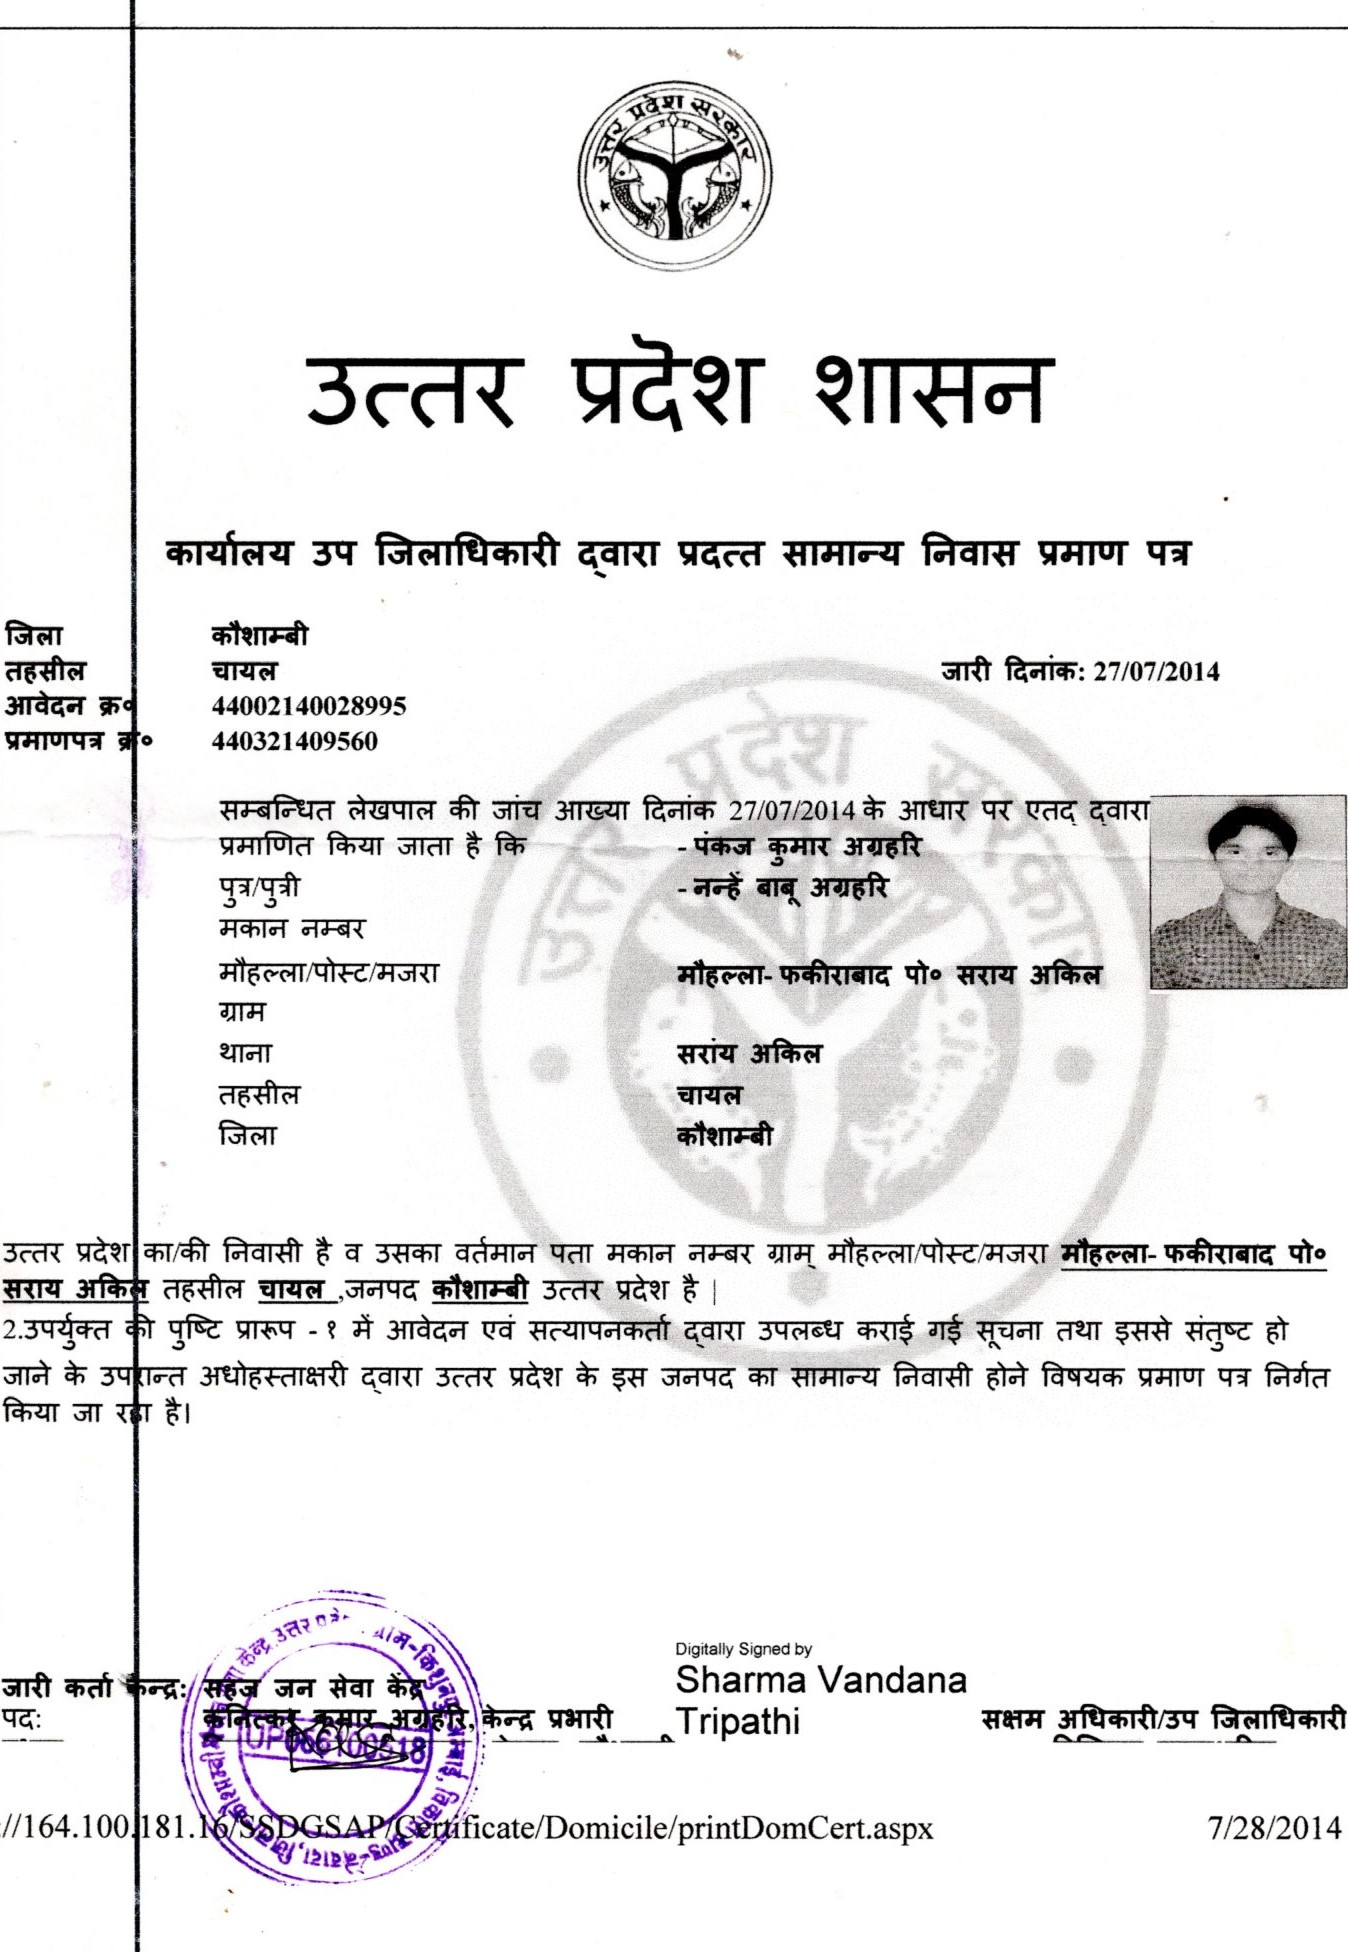 उत्तर प्रदेश सरकार
उत्तर प्रदेश शासन
कार्यालय उप जिलाधिकारी द्वारा प्रदत्त सामान्य निवास प्रमाण पत्र
जिला कौशाम्बी
तहसील चायल जारी दिनांक: 27/07/2014
आवेदन क्र० 44002140028995
प्रमाणपत्र क्र० 440321409560
सम्बन्धित लेखपाल की जांच आख्या दिनांक 27/07/2014 के आधार पर एतद् द्वारा
प्रमाणित किया जाता है कि - पंकज कुमार अग्रहरि
पुत्र/पुत्री - नन्हें बाबू अग्रहरि
मकान नम्बर
मौहल्ला/पोस्ट/मजरा मौहल्ला- फकीराबाद पो० सराय अकिल
ग्राम
थाना सरांय अकिल
तहसील चायल
जिला कौशाम्बी
उत्तर प्रदेश सरकार
उत्तर प्रदेश का/की निवासी है व उसका वर्तमान पता मकान नम्बर ग्राम् मौहल्ला/पोस्ट/मजरा मौहल्ला- फकीराबाद पो०
सराय अकिल तहसील चायल ,जनपद कौशाम्बी उत्तर प्रदेश है |
2.उपर्युक्त की पुष्टि प्रारूप - १ में आवेदन एवं सत्यापनकर्ता द्वारा उपलब्ध कराई गई सूचना तथा इससे संतुष्ट हो
जाने के उपरान्त अधोहस्ताक्षरी द्वारा उत्तर प्रदेश के इस जनपद का सामान्य निवासी होने विषयक प्रमाण पत्र निर्गत
किया जा रहा है।
Digitally Signed by
Sharma Vandana
Tripathi
जारी कर्ता केन्द्र: सहज जन सेवा केंद्र
पद: कुमार अग्रहरि, केन्द्र प्रभारी सक्षम अधिकारी/उप जिलाधिकारी
UP066100518
://164.100.181.16/SSDGSAP/Certificate/Domicile/printDomCert.aspx 7/28/2014